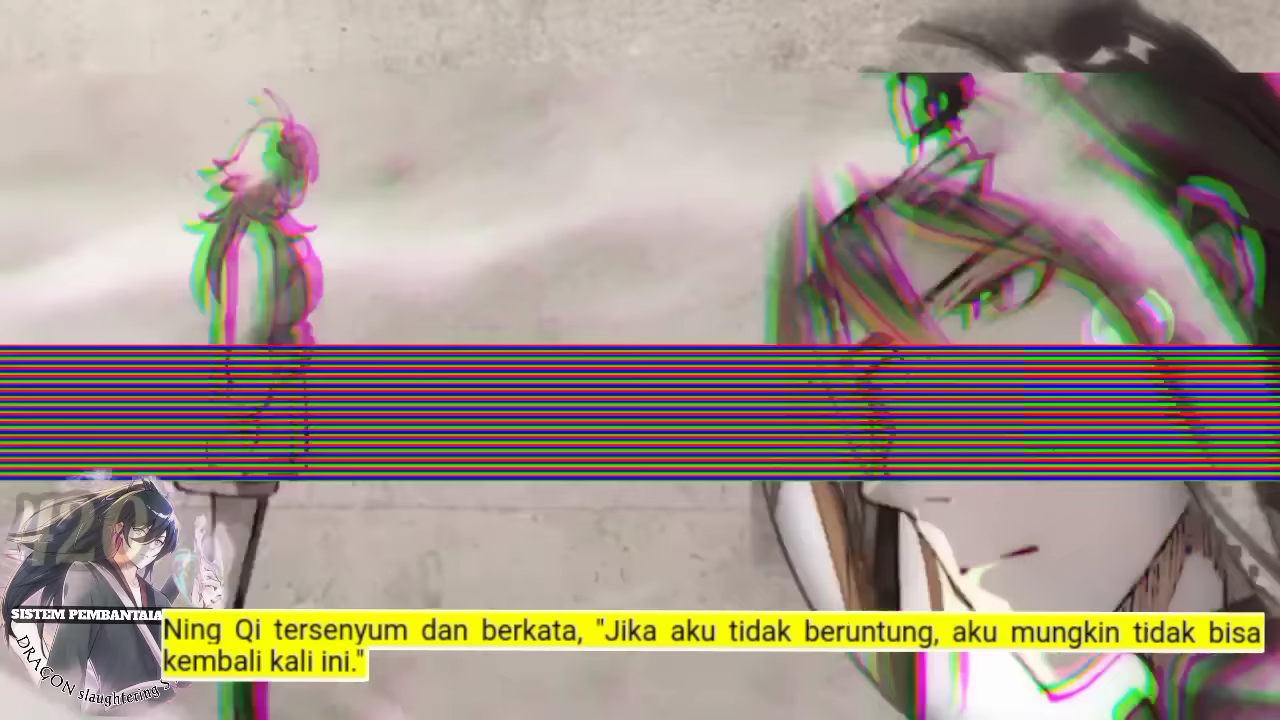 SISTEM PEMBANTAIA
DRAGON slaughtering S
Ning Qi tersenyum dan berkata, "Jika aku tidak beruntung, aku mungkin tidak bisa
kembali kali ini."